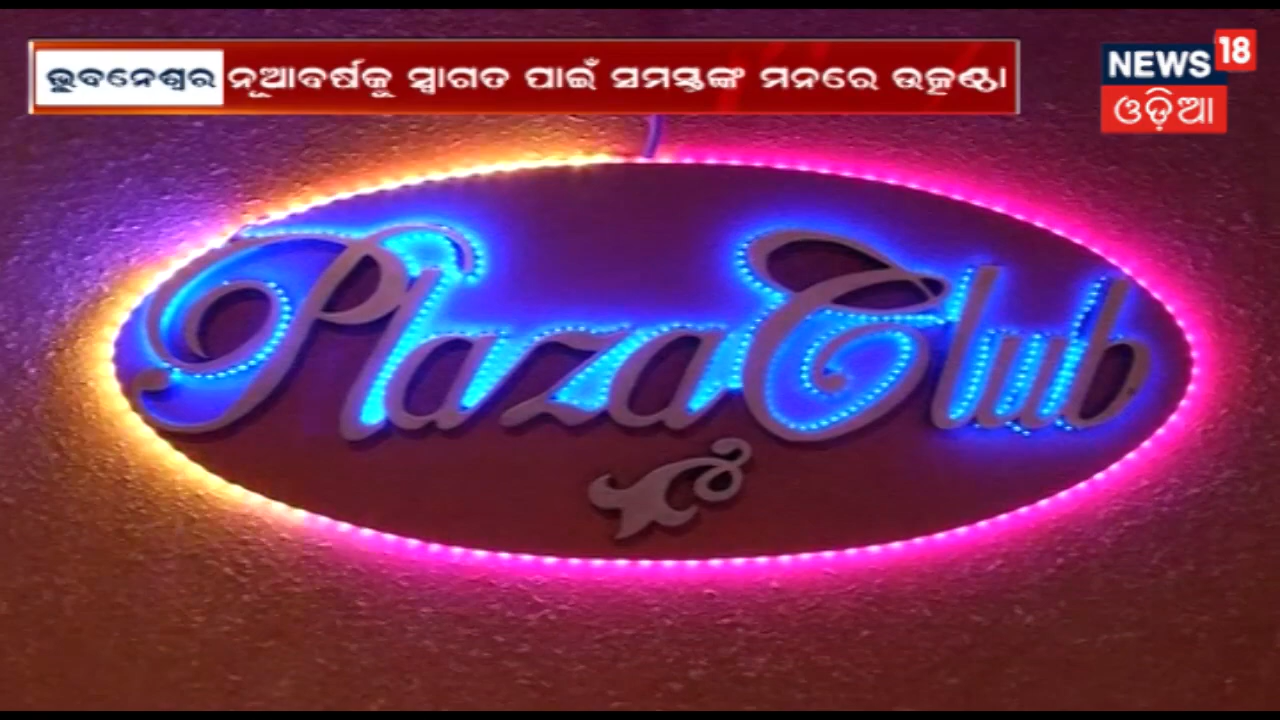 ଭୁବନେଶ୍ୱର ନୂଆବର୍ଷକୁ ସ୍ୱାଗତ ପାଇଁ ସମସ୍ତଙ୍କ ମନରେ ଉତ୍କଣ୍ଠା
NEWS 18
ଓଡ଼ିଆ
Plaza Club